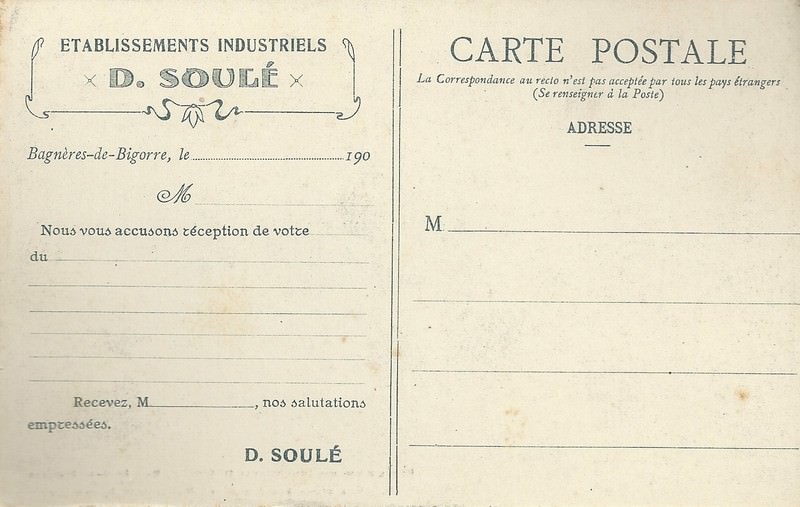 ETABLISSEMENTS INDUSTRIELS
D. SOULÉ
Bagnères-de-Bigorre, le 190
M
Nous vous accusons réception de votre
du
Recevez, M , nos salutations
empressées.
D. SOULÉ
CARTE POSTALE
La Correspondance au recto n'est pas acceptée par tous les pays étrangers
(Se renseigner à la Poste)
ADRESSE
M